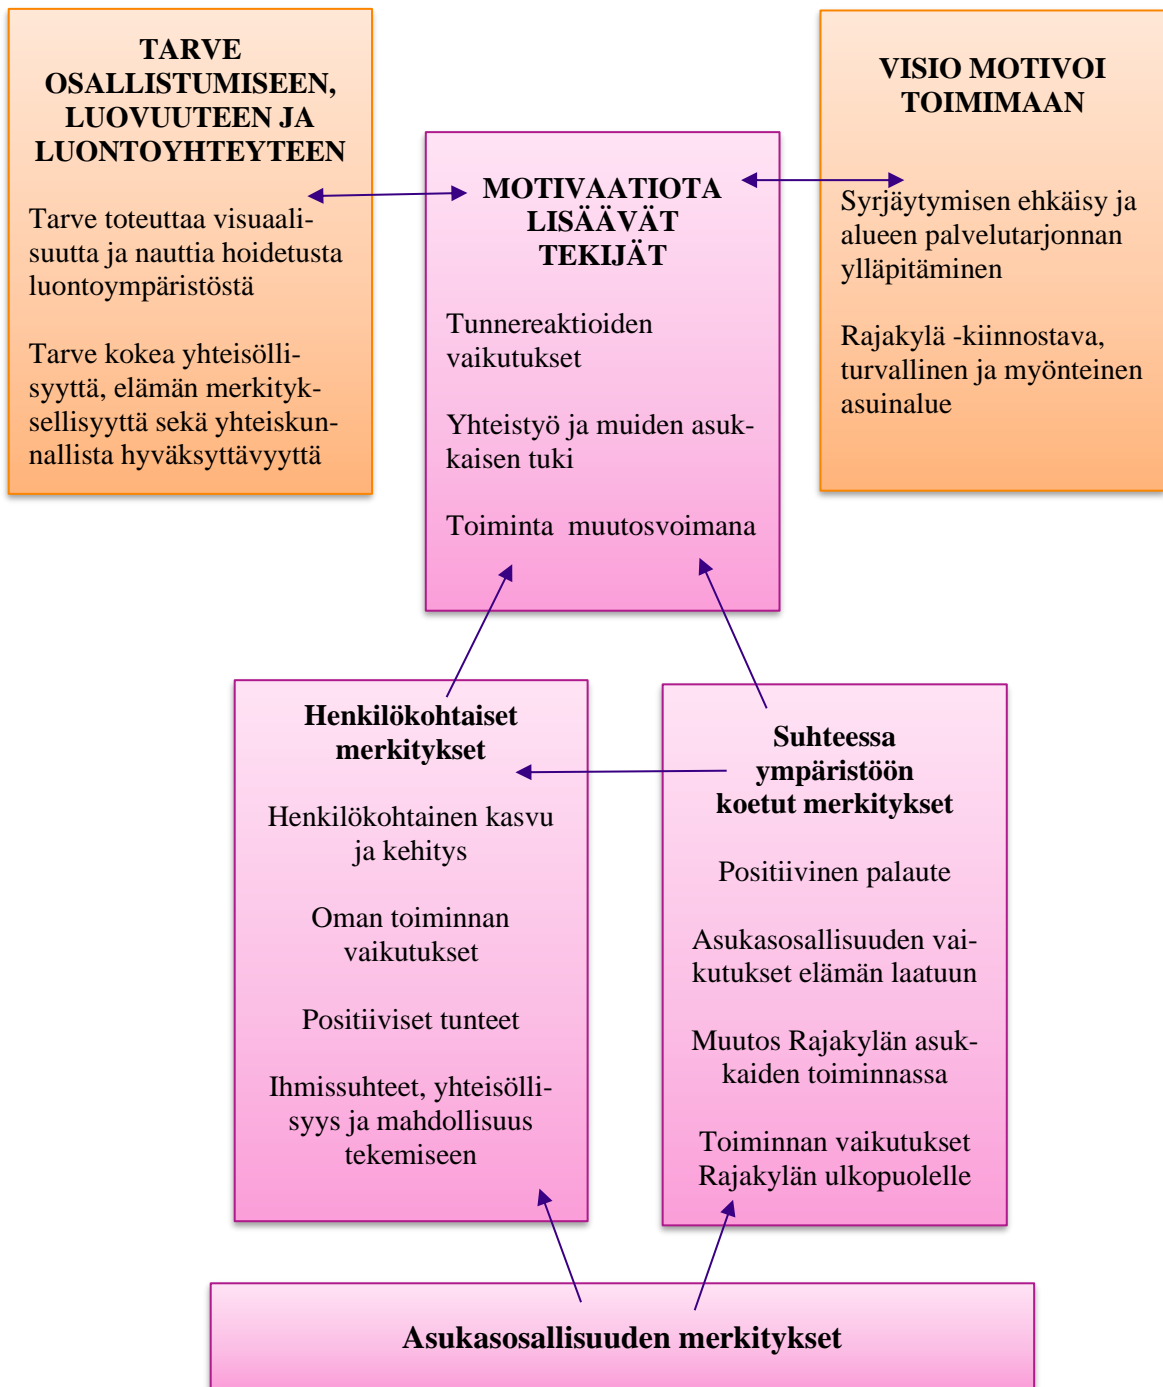 TARVE
OSALLISTUMISEEN,
LUOVUUTEEN JA
LUONTOYHTEYTEEN
Tarve toteuttaa visuaali-
suutta ja nauttia hoidetusta
luontoympäristöstä
Tarve kokea yhteisölli-
syyttä, elämän merkityk-
sellisyyttä sekä yhteiskun-
nallista hyväksyttävyyttä
MOTIVAATIOTA
LISÄÄVÄT
TEKIJÄT
Tunnereaktioiden
vaikutukset
Yhteistyö ja muiden asuk-
kaisen tuki
Toiminta  muutosvoimana
VISIO MOTIVOI
TOIMIMAAN
Syrjäytymisen ehkäisy ja
alueen palvelutarjonnan
ylläpitäminen
Rajakylä -kiinnostava,
turvallinen ja myönteinen
asuinalue
Henkilökohtaiset
merkitykset
Henkilökohtainen kasvu
ja kehitys
Oman toiminnan
vaikutukset
Positiiviset tunteet
Ihmissuhteet, yhteisölli-
syys ja mahdollisuus
tekemiseen
Suhteessa
ympäristöön
koetut merkitykset
Positiivinen palaute
Asukasosallisuuden vai-
kutukset elämän laatuun
Muutos Rajakylän asuk-
kaiden toiminnassa
Toiminnan vaikutukset
Rajakylän ulkopuolelle
Asukasosallisuuden merkitykset